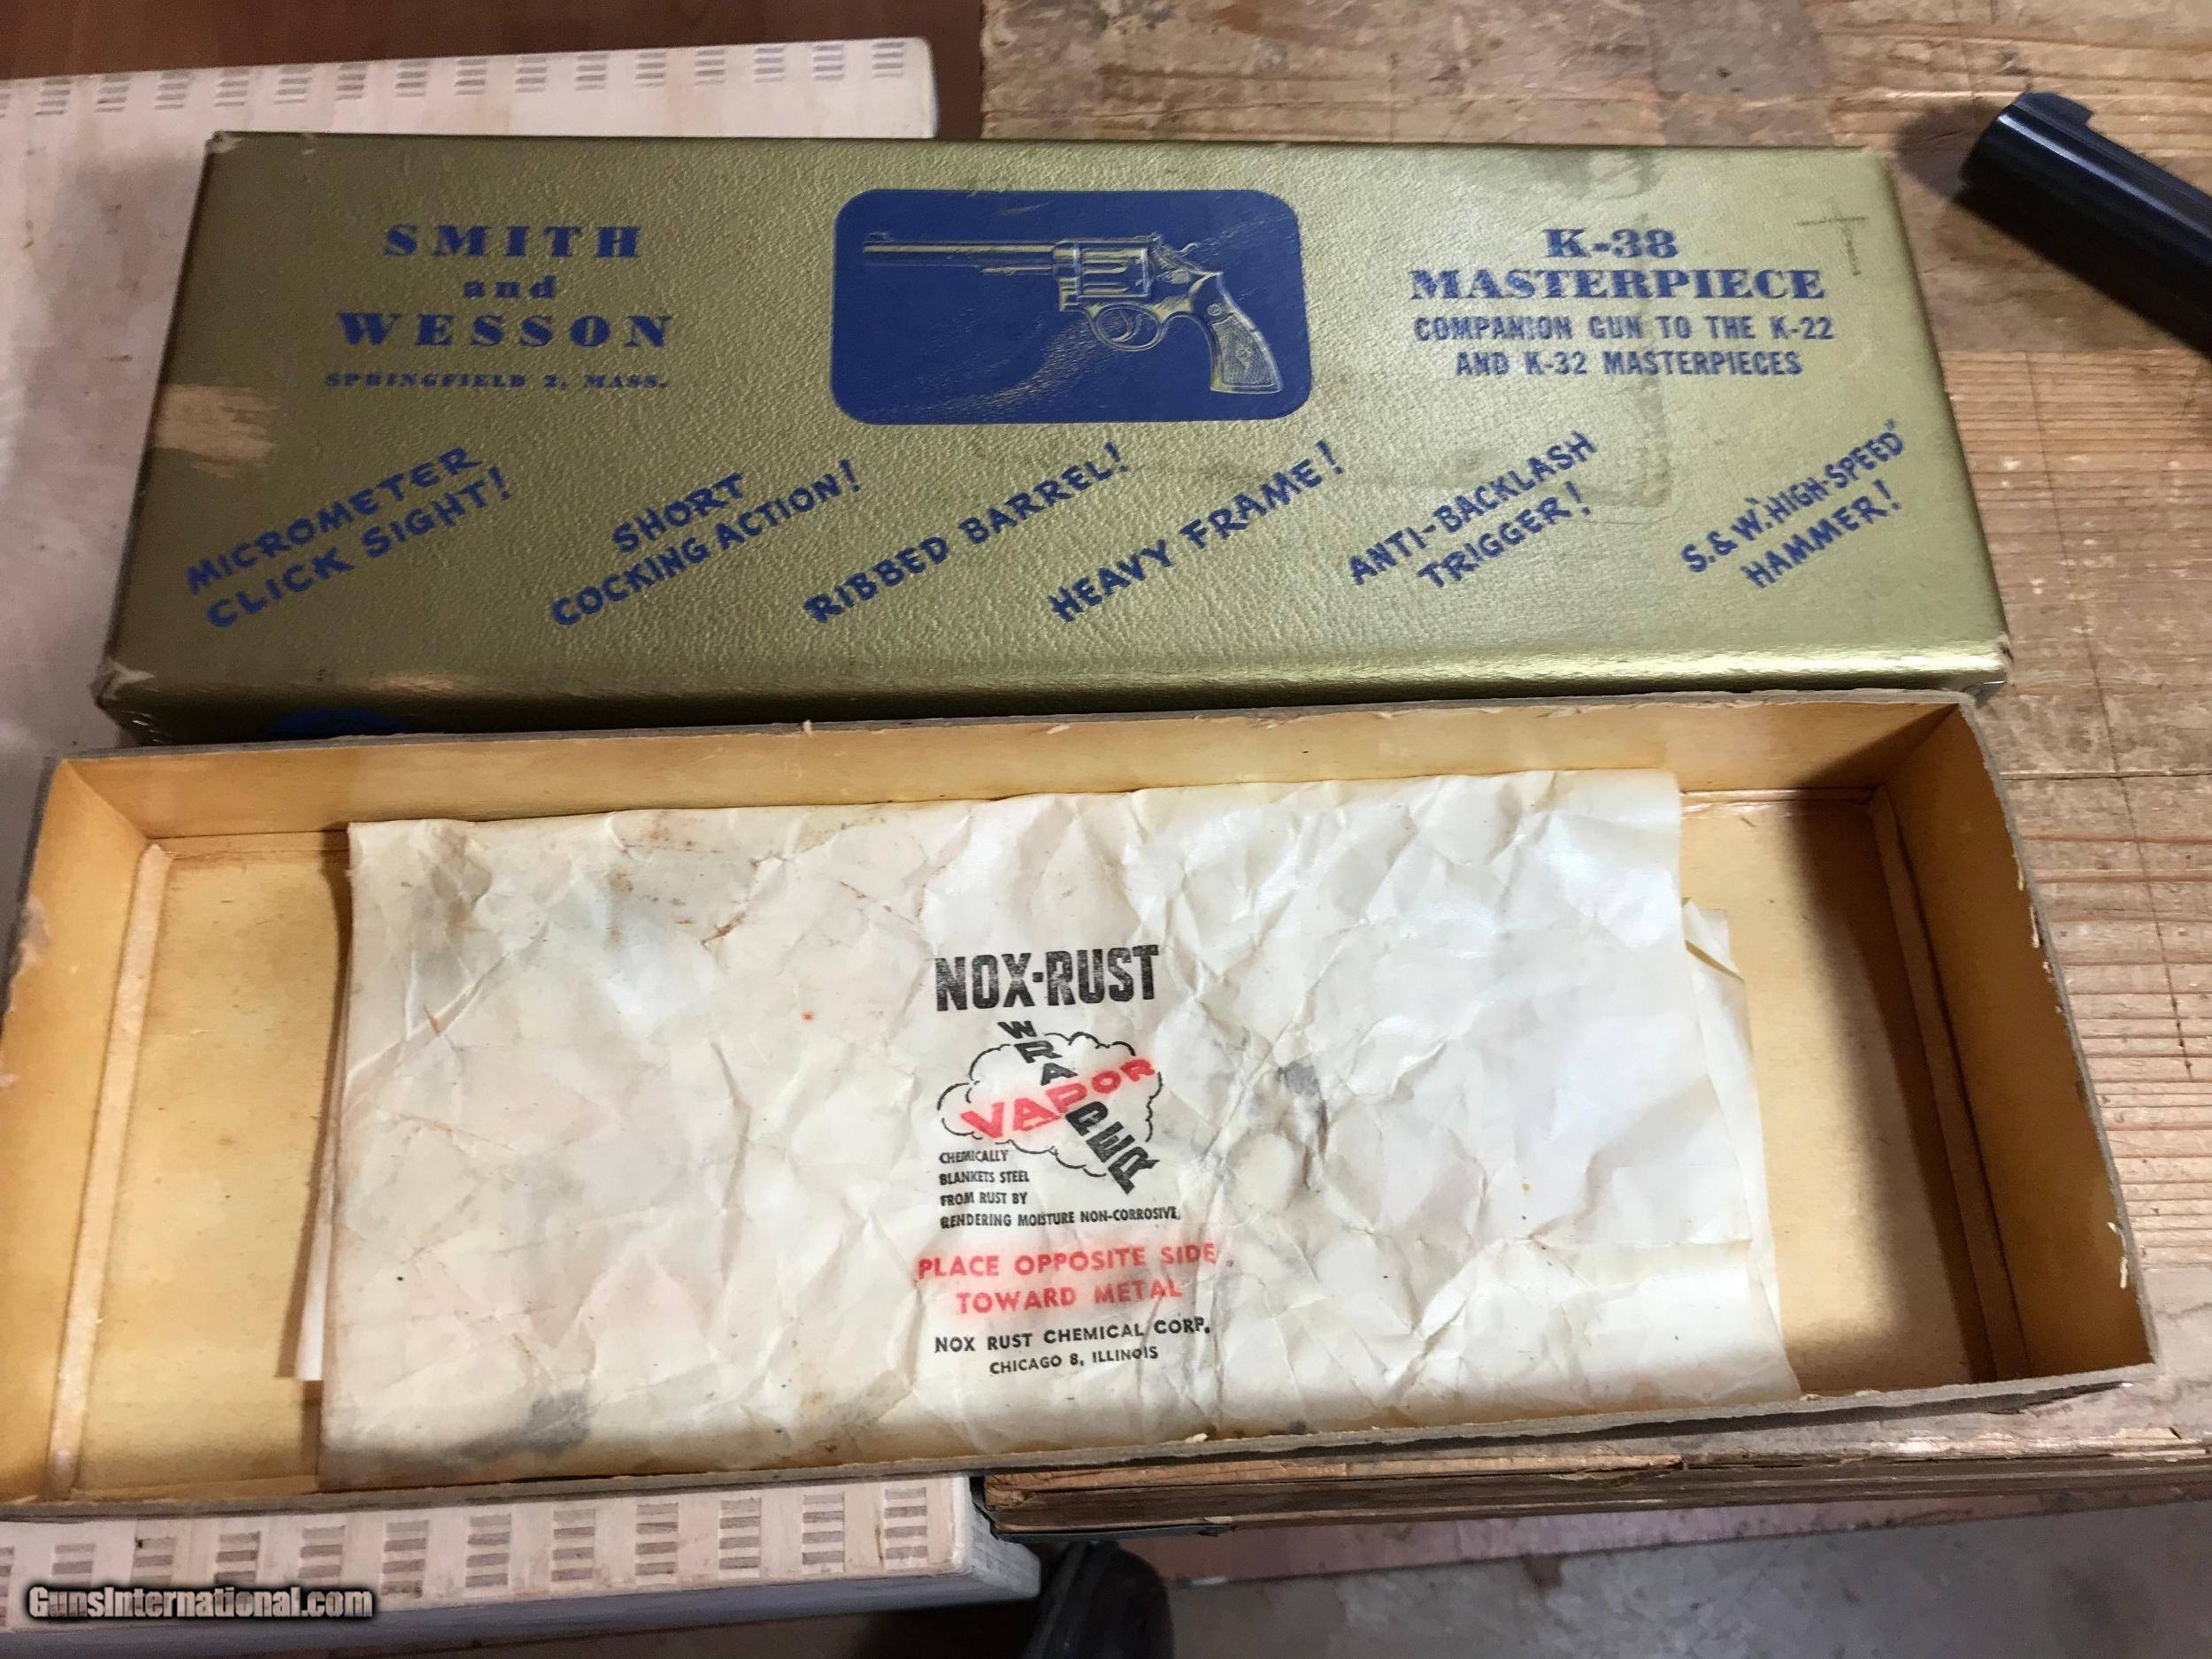 SMITH
and
WESSON
SPRINGFIELD 2, MASS.
K-38
MASTERPIECE
COMPANION GUN TO THE K-22
AND K-32 MASTERPIECES
MICROMETER
CLICK SIGHT!
SHORT
COCKING ACTION!
RIBBED BARREL!
HEAVY FRAME!
ANTI-BACKLASH
TRIGGER!
S.&W. "HIGH-SPEED"
HAMMER!
NOX-RUST
VAPOR
WRAPPER
CHEMICALLY
BLANKETS STEEL
FROM RUST BY
RENDERING MOISTURE NON-CORROSIVE.
PLACE OPPOSITE SIDE
TOWARD METAL
NOX RUST CHEMICAL CORP.
CHICAGO 8, ILLINOIS
GunsInternational.com